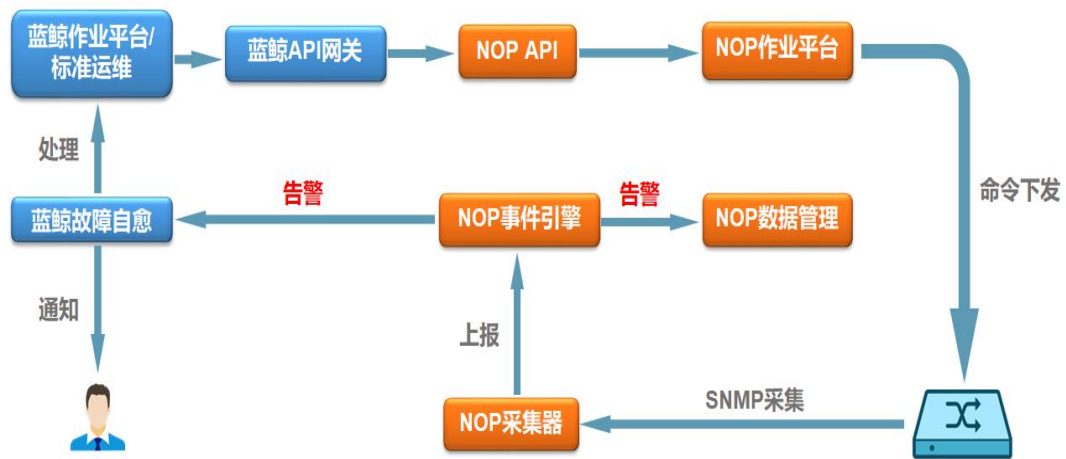 蓝鲸作业平台/
标准运维
蓝鲸API网关
NOP API
NOP作业平台
处理
命令下发
告警
告警
蓝鲸故障自愈
NOP事件引擎
NOP数据管理
通知
上报
SNMP采集
NOP采集器